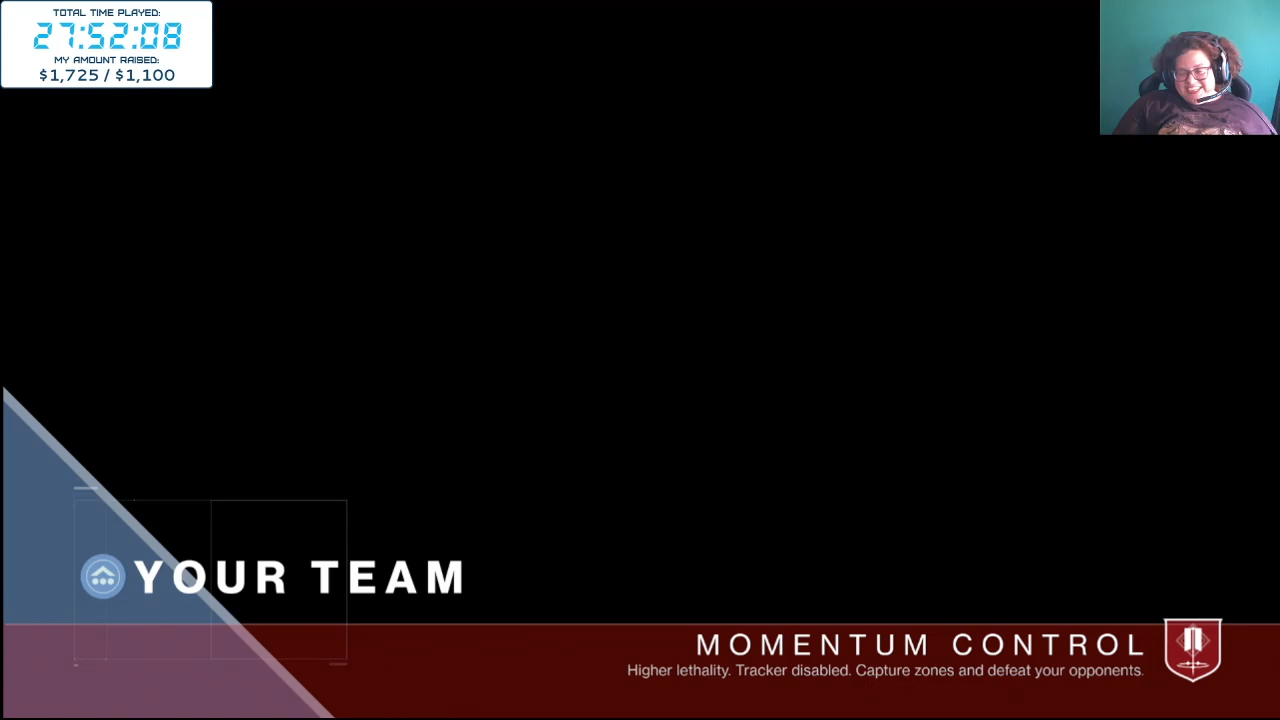 TOTAL TIME PLAYED:
27:52:08
MY AMOUNT RAISED:
$1,725 / $1,100
YOUR TEAM
MOMENTUM CONTROL
Higher lethality. Tracker disabled. Capture zones and defeat your opponents.